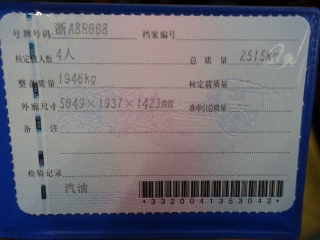 号牌号码 浙A8R008 档案编号
核定载人数 4人 总质量 2515kg
整备质量 1946kg 核定载质量
外廓尺寸 5049×1937×1423mm 准牵引总质量
备注
检验记录
汽油
*3320041353042*